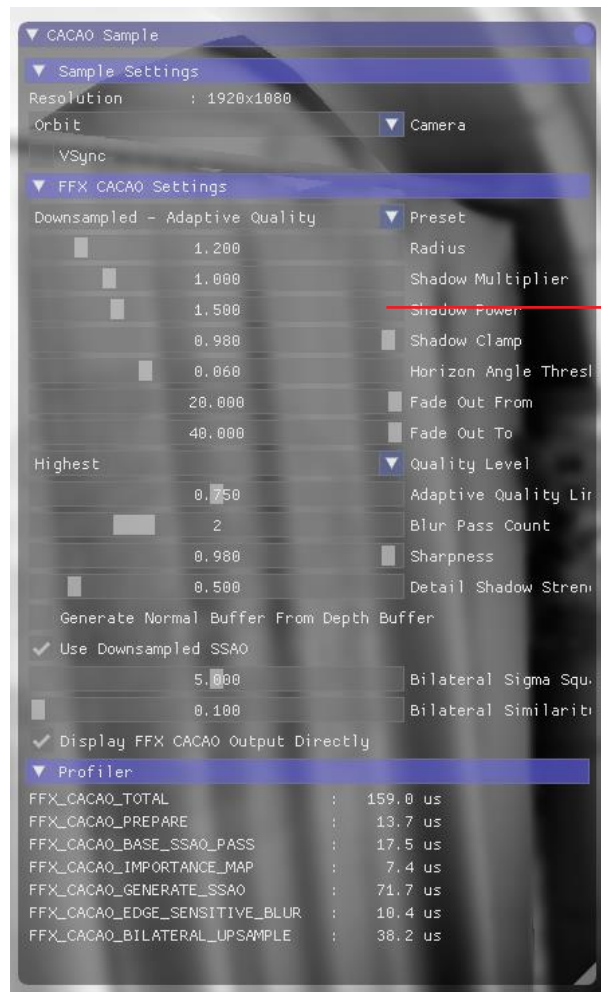 CACAO Sample
Sample Settings
Resolution : 1920x1080
Orbit Camera
VSync
FFX CACAO Settings
Downsampled - Adaptive Quality Preset
1.200 Radius
1.000 Shadow Multiplier
1.500 Shadow Power
0.980 Shadow Clamp
0.060 Horizon Angle Thresl
20.000 Fade Out From
40.000 Fade Out To
Highest Quality Level
0.750 Adaptive Quality Lir
2 Blur Pass Count
0.980 Sharpness
0.500 Detail Shadow Stren
Generate Normal Buffer From Depth Buffer
Use Downsampled SSAO
5.000 Bilateral Sigma Squ
0.100 Bilateral Similarit
Display FFX CACAO Output Directly
Profiler
FFX_CACAO_TOTAL : 159.0 us
FFX_CACAO_PREPARE : 13.7 us
FFX_CACAO_BASE_SSAO_PASS : 17.5 us
FFX_CACAO_IMPORTANCE_MAP : 7.4 us
FFX_CACAO_GENERATE_SSAO : 71.7 us
FFX_CACAO_EDGE_SENSITIVE_BLUR : 10.4 us
FFX_CACAO_BILATERAL_UPSAMPLE : 38.2 us